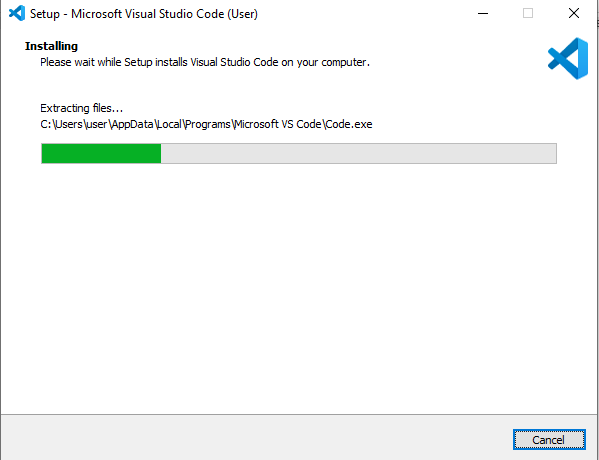 Setup - Microsoft Visual Studio Code (User)
Installing
Please wait while Setup installs Visual Studio Code on your computer.
Extracting files...
C:\Users\user\AppData\Local\Programs\Microsoft VS Code\Code.exe
Cancel